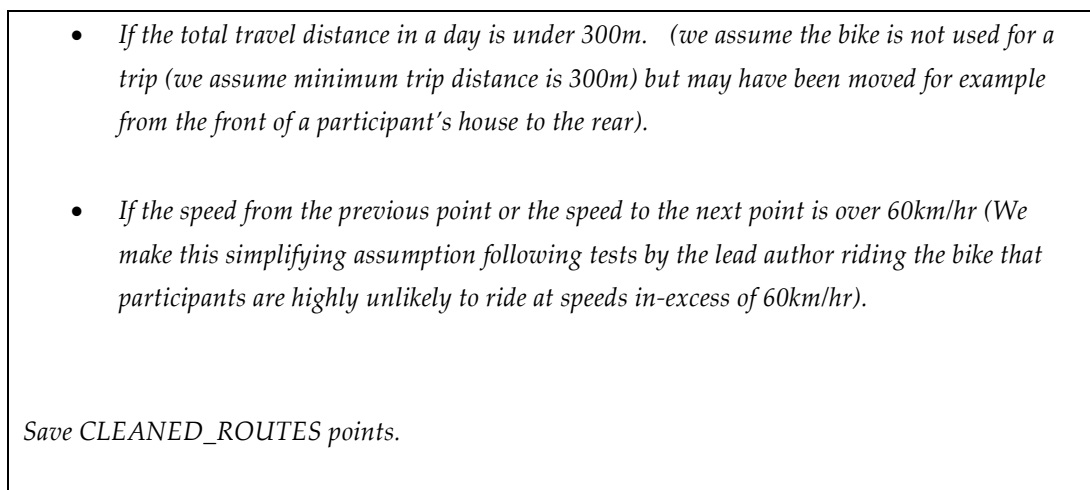 • If the total travel distance in a day is under 300m. (we assume the bike is not used for a
trip (we assume minimum trip distance is 300m) but may have been moved for example
from the front of a participant's house to the rear).
• If the speed from the previous point or the speed to the next point is over 60km/hr (We
make this simplifying assumption following tests by the lead author riding the bike that
participants are highly unlikely to ride at speeds in-excess of 60km/hr).
Save CLEANED_ROUTES points.